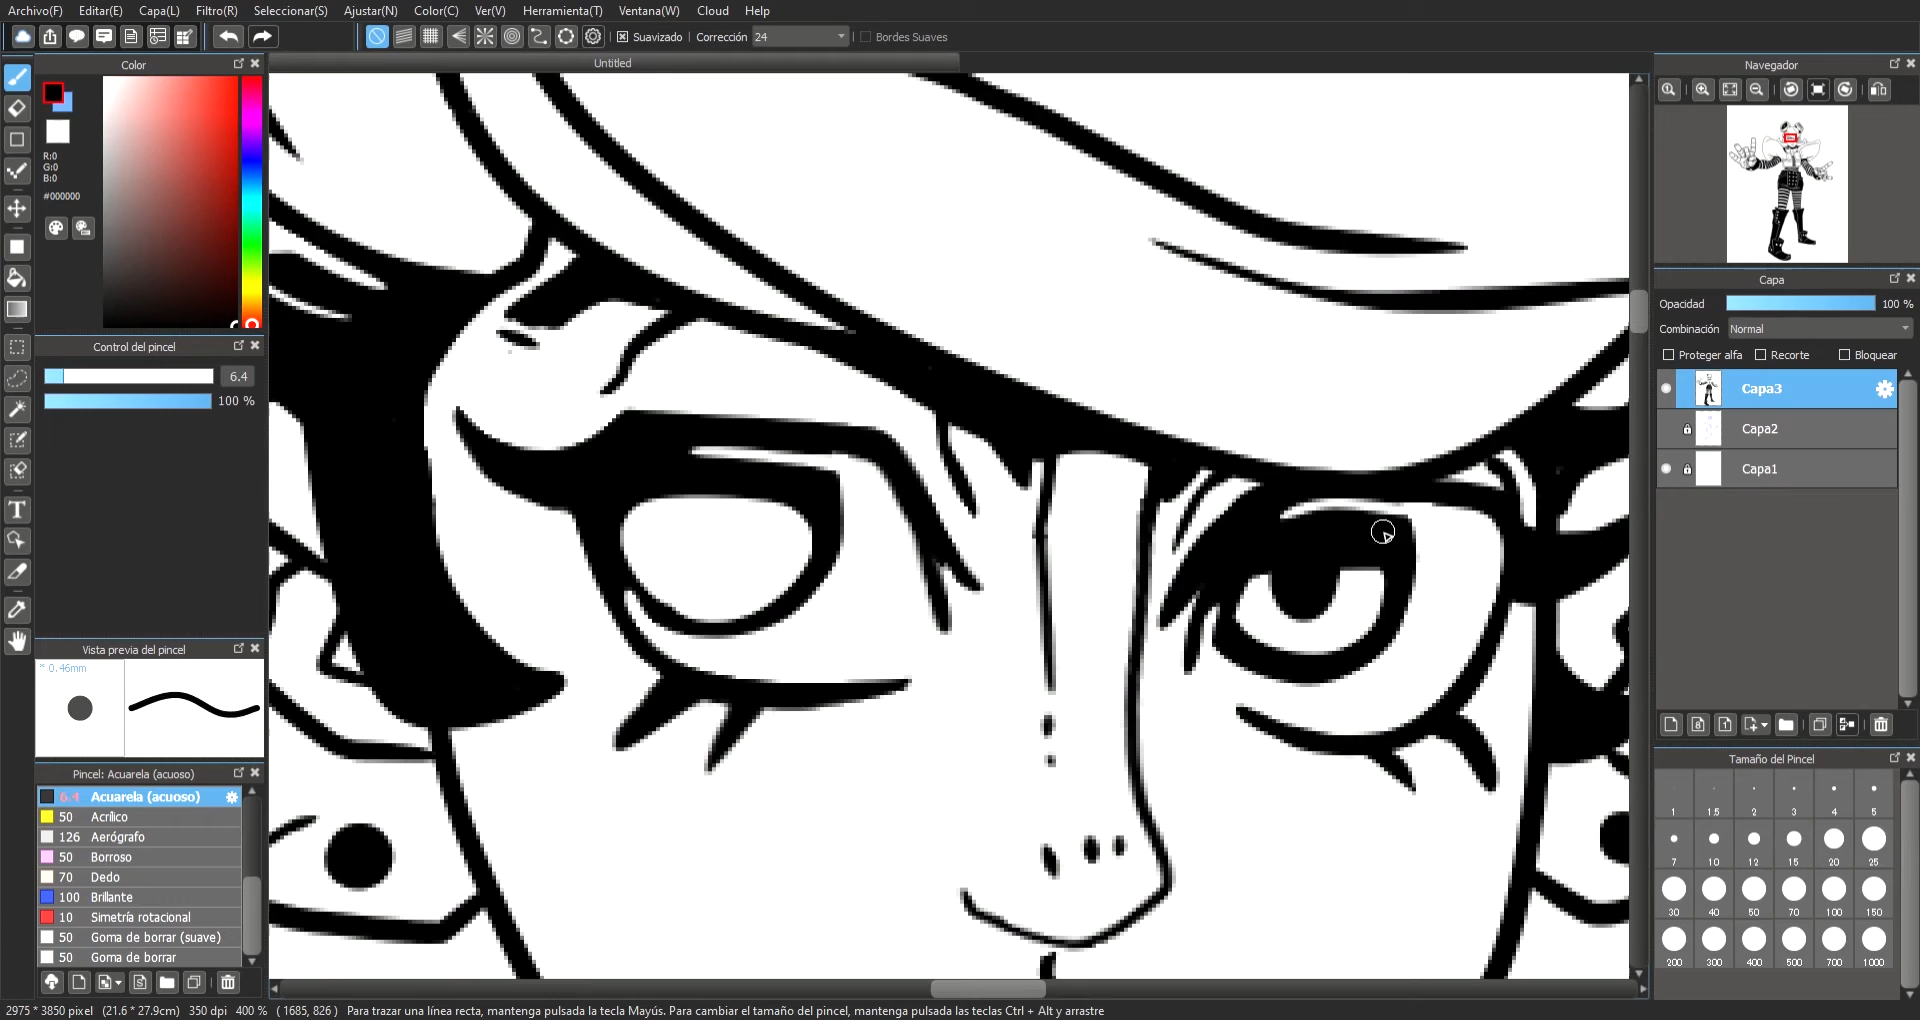 Archivo(F) Editar(E) Capa(L) Filtro(R) Seleccionar(S) Ajustar(N) Color(C) Ver(V) Herramienta(T) Ventana(W) Cloud Help
Suavizado Corrección 24 Bordes Suaves
Color
Untitled
Navegador
R:0
G:0
B:0
#000000
Capa
Opacidad 100 %
Combinación Normal
Proteger alfa Recorte Bloquear
Capa3
Capa2
Capa1
Control del pincel
6.4
100 %
Vista previa del pincel
* 0.46mm
Pincel: Acuarela (acuoso)
6.4 Acuarela (acuoso)
50 Acrílico
126 Aerógrafo
50 Borroso
70 Dedo
100 Brillante
10 Simetría rotacional
50 Goma de borrar (suave)
50 Goma de borrar
Tamaño del Pincel
1 1.5 2 3 4 5
7 10 12 15 20 25
30 40 50 70 100 150
200 300 400 500 700 1000
2975 * 3850 pixel (21.6 * 27.9cm) 350 dpi 400 % ( 1685, 826 ) Para trazar una línea recta, mantenga pulsada la tecla Mayús. Para cambiar el tamaño del pincel, mantenga pulsadas las teclas Ctrl + Alt y arrastre